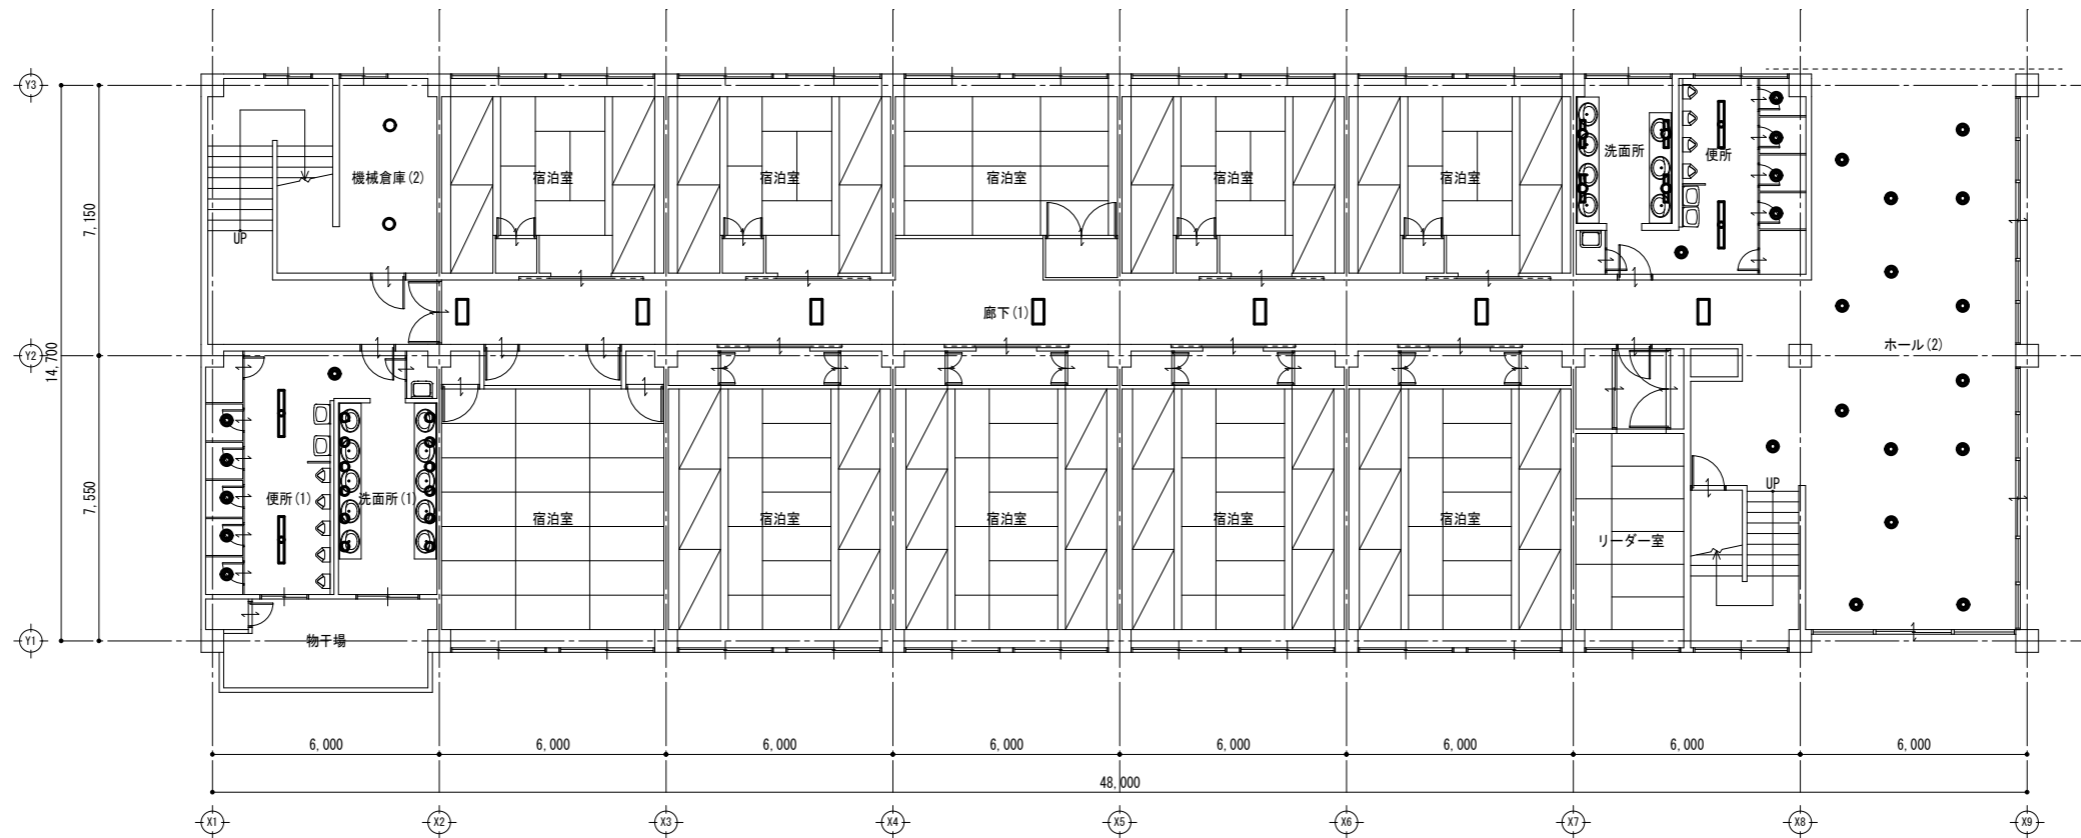 Y3
機械倉庫(2)
宿泊室
宿泊室
宿泊室
宿泊室
宿泊室
洗面所
便所
7,150
UP
廊下(1)
Y2
14,700
ホール(2)
7,550
便所(1)
洗面所(1)
宿泊室
宿泊室
宿泊室
宿泊室
宿泊室
リーダー室
UP
Y1
物干場
6,000
6,000
6,000
6,000
6,000
6,000
6,000
6,000
48,000
X1
X2
X3
X4
X5
X6
X7
X8
X9